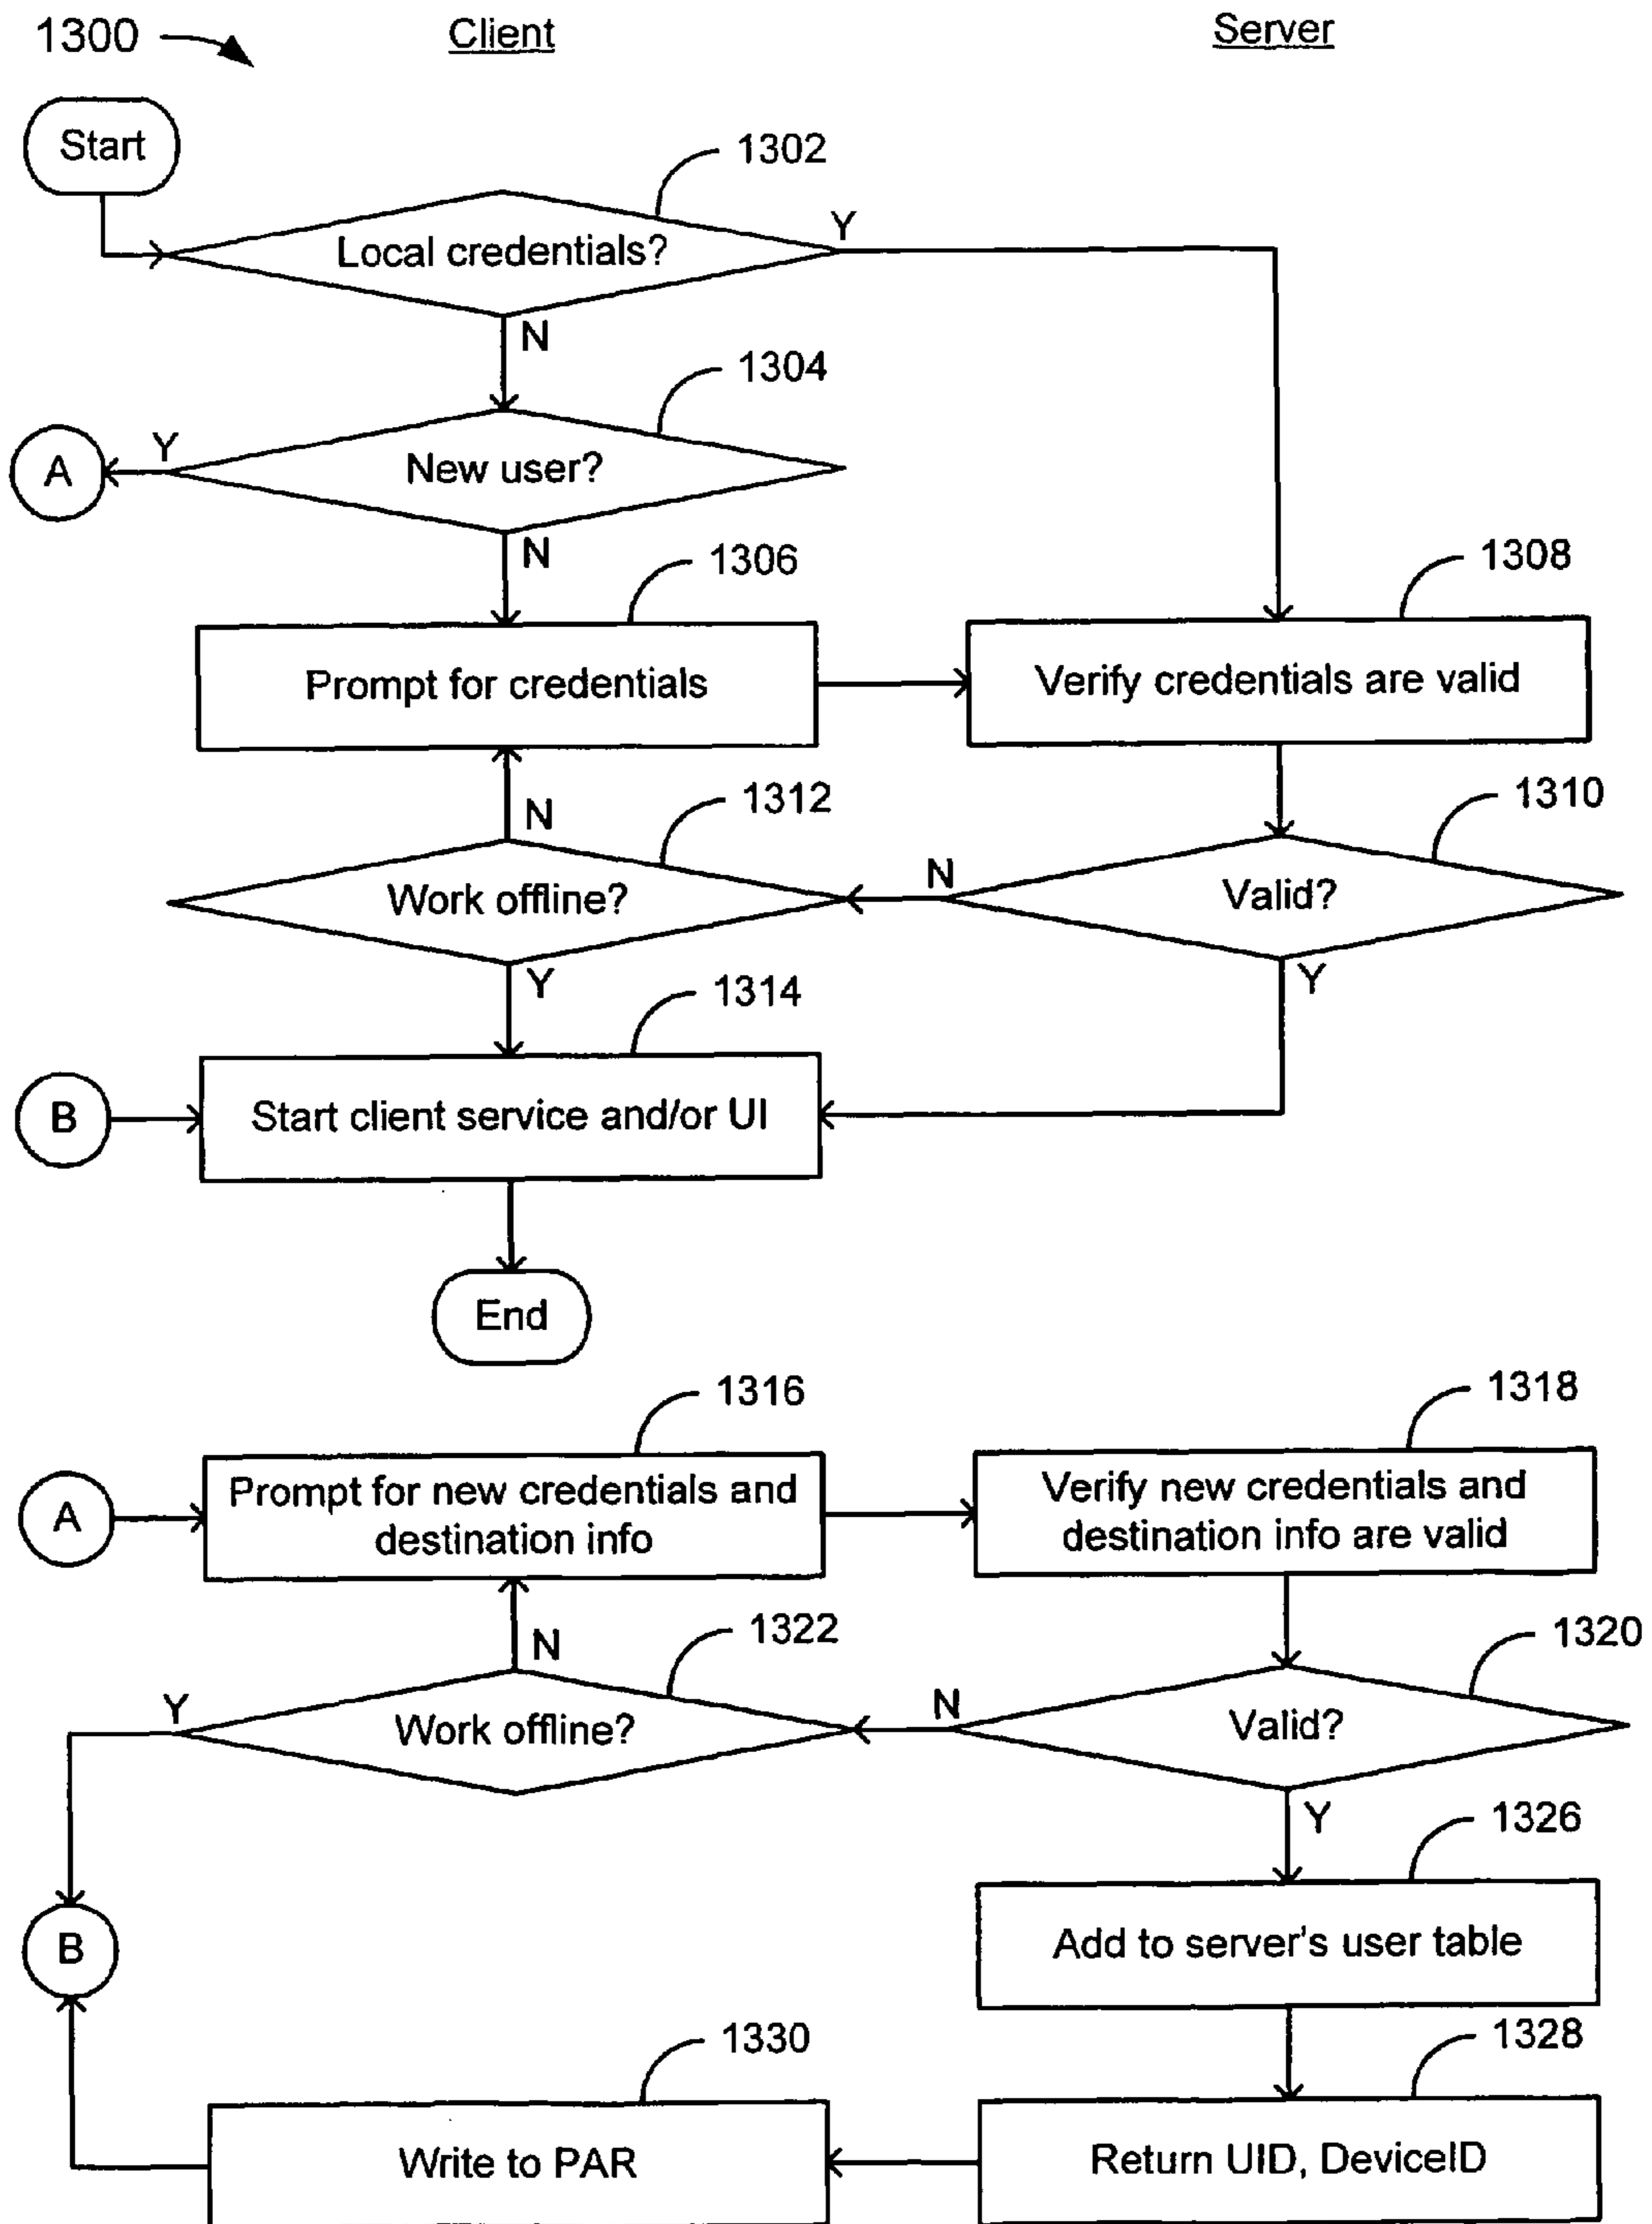 1300
Client
Server
Start
1302
Local credentials?
Y
N
1304
A
Y
New user?
N
1306
1308
Prompt for credentials
Verify credentials are valid
N
1312
1310
Work offline?
N
Valid?
Y
1314
Y
B
Start client service and/or UI
End
1316
1318
A
Prompt for new credentials and
destination info
Verify new credentials and
destination info are valid
N
1322
1320
Y
Work offline?
N
Valid?
Y
1326
B
Add to server's user table
1330
1328
Write to PAR
Return UID, DeviceID